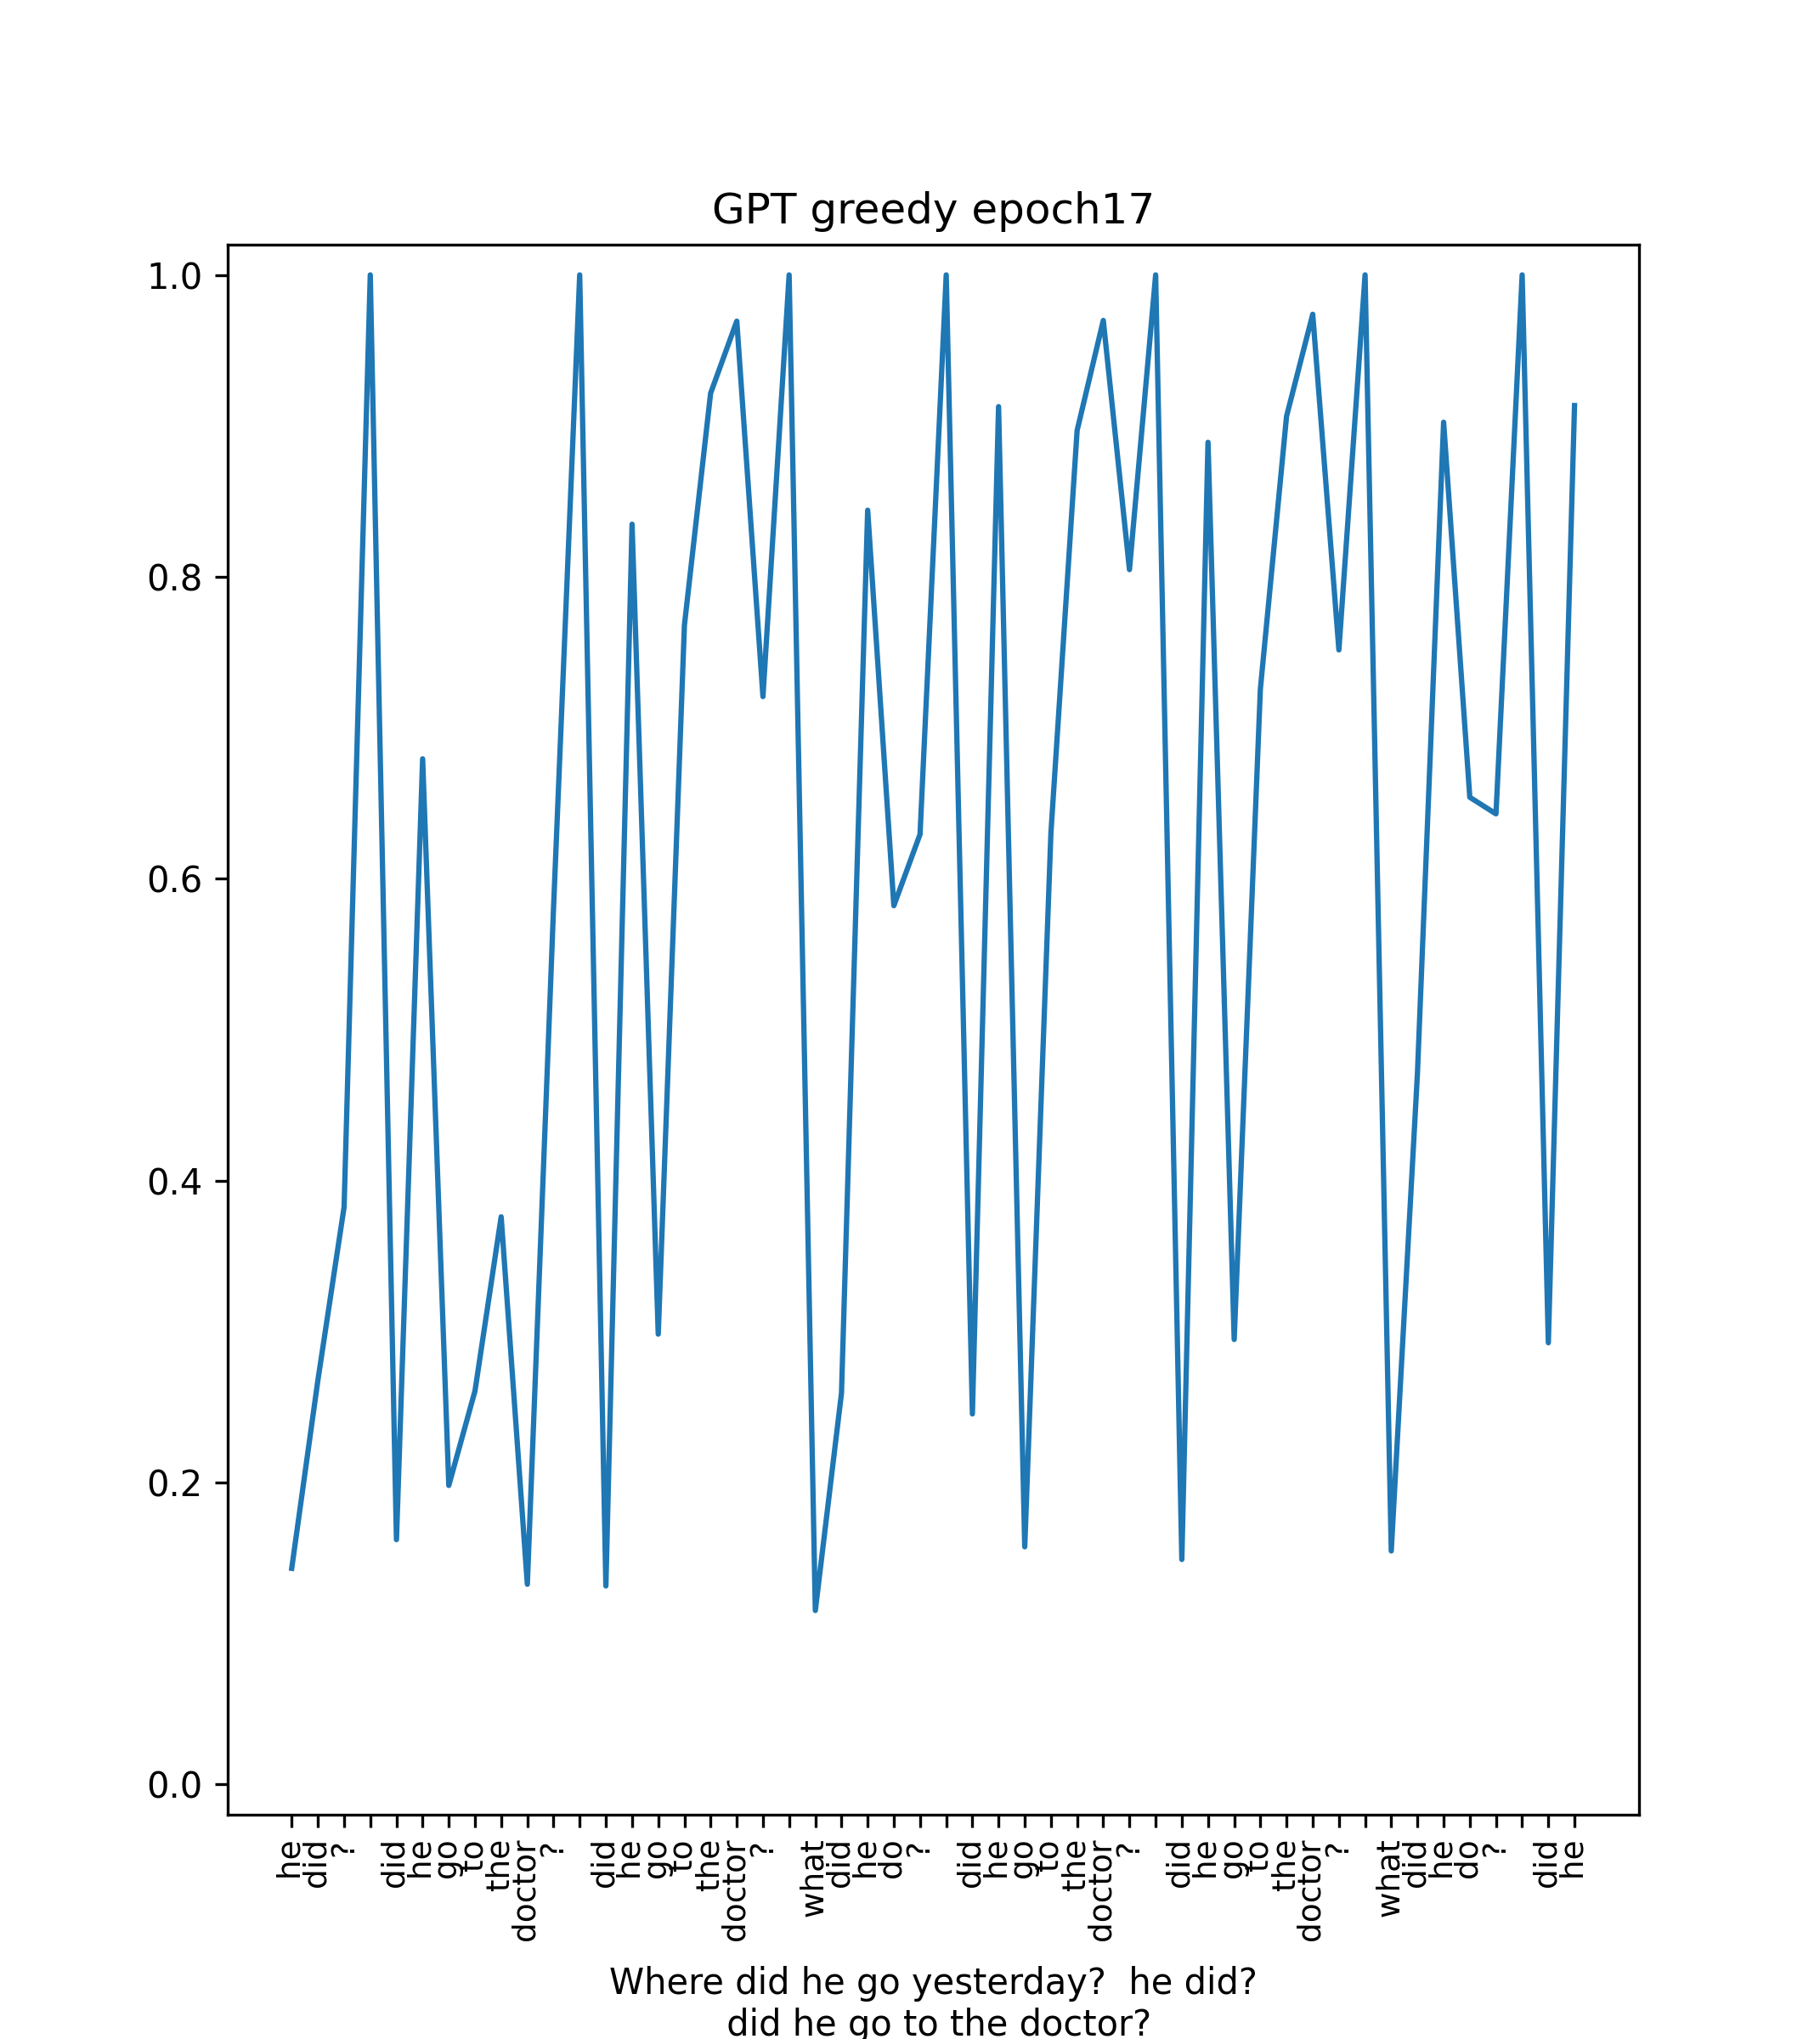 GPT greedy epoch17
1.0
0.8
0.6
0.4
0.2
0.0
he did ? did he go to the doctor ? did he go to the doctor ? what did he do ? did he go to the doctor ? did he go to the doctor ? what did he do ? did he
Where did he go yesterday?  he did?
did he go to the doctor?